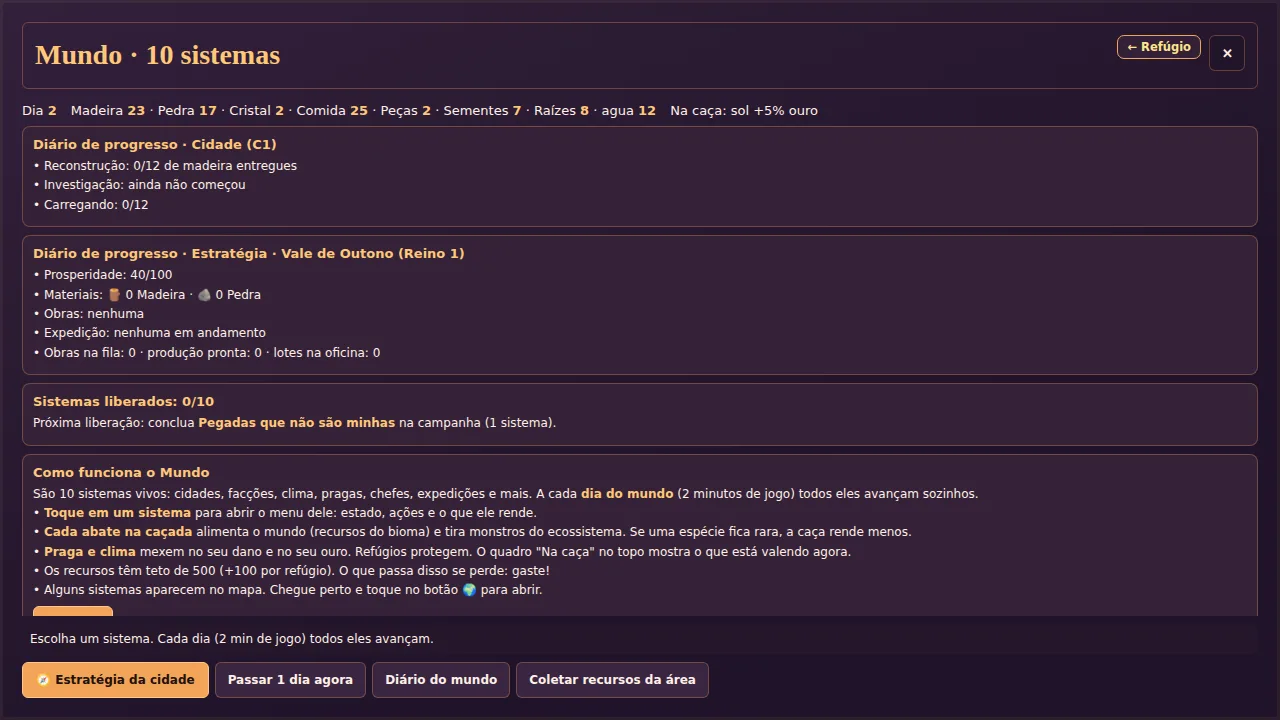 Mundo · 10 sistemas
← Refúgio
×
Dia 2 Madeira 23 · Pedra 17 · Cristal 2 · Comida 25 · Peças 2 · Sementes 7 · Raízes 8 · agua 12 Na caça: sol +5% ouro
Diário de progresso · Cidade (C1)
• Reconstrução: 0/12 de madeira entregues
• Investigação: ainda não começou
• Carregando: 0/12
Diário de progresso · Estratégia · Vale de Outono (Reino 1)
• Prosperidade: 40/100
• Materiais: 🪵 0 Madeira · 🪨 0 Pedra
• Obras: nenhuma
• Expedição: nenhuma em andamento
• Obras na fila: 0 · produção pronta: 0 · lotes na oficina: 0
Sistemas liberados: 0/10
Próxima liberação: conclua Pegadas que não são minhas na campanha (1 sistema).
Como funciona o Mundo
São 10 sistemas vivos: cidades, facções, clima, pragas, chefes, expedições e mais. A cada dia do mundo (2 minutos de jogo) todos eles avançam sozinhos.
• Toque em um sistema para abrir o menu dele: estado, ações e o que ele rende.
• Cada abate na caçada alimenta o mundo (recursos do bioma) e tira monstros do ecossistema. Se uma espécie fica rara, a caça rende menos.
• Praga e clima mexem no seu dano e no seu ouro. Refúgios protegem. O quadro "Na caça" no topo mostra o que está valendo agora.
• Os recursos têm teto de 500 (+100 por refúgio). O que passa disso se perde: gaste!
• Alguns sistemas aparecem no mapa. Chegue perto e toque no botão 🌍 para abrir.
Escolha um sistema. Cada dia (2 min de jogo) todos eles avançam.
🧭 Estratégia da cidade
Passar 1 dia agora
Diário do mundo
Coletar recursos da área